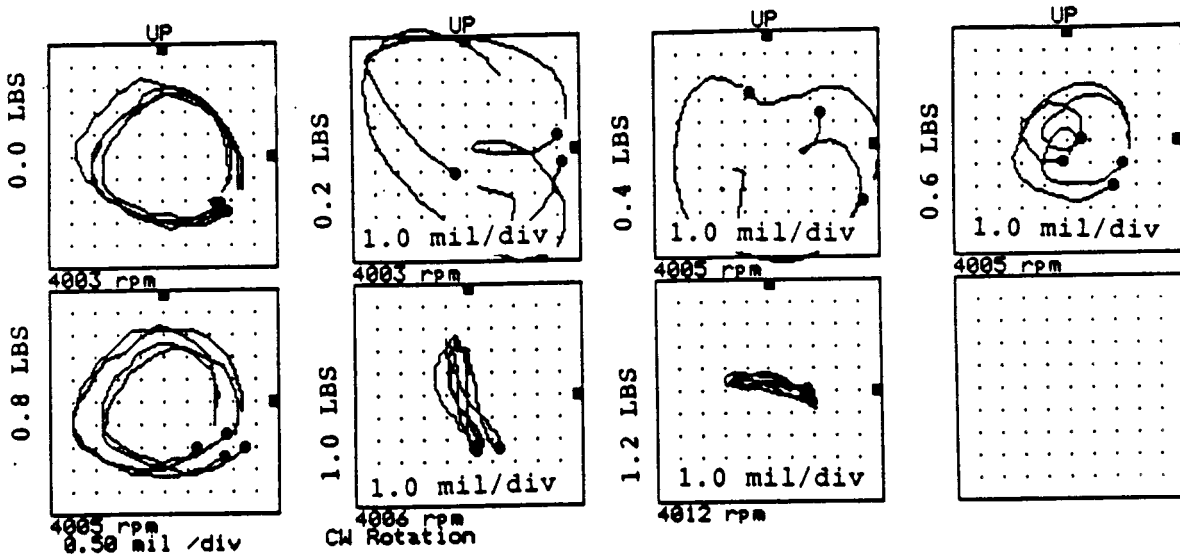 UP
UP
UP
UP
0.0 LBS
0.2 LBS
0.4 LBS
0.6 LBS
1.0 mil/div
1.0 mil/div
1.0 mil/div
4003 rpm
4003 rpm
4005 rpm
4005 rpm
0.8 LBS
1.0 LBS
1.2 LBS
1.0 mil/div
1.0 mil/div
4005 rpm
4006 rpm
4012 rpm
0.50 mil /div
CW Rotation